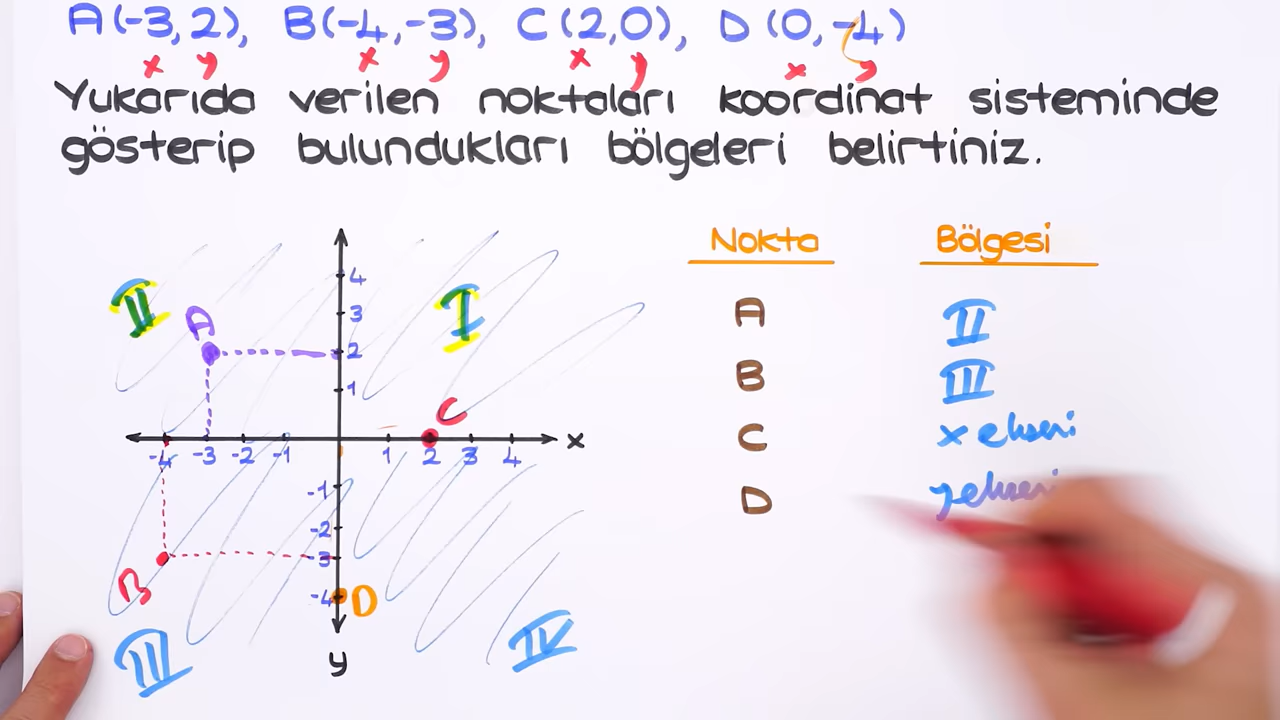 A(-3,2), B(-4,-3), C(2,0), D(0,-4)
x y x y x y x y
Yukarıda verilen noktaları koordinat sisteminde
gösterip bulundukları bölgeleri belirtiniz.
Nokta Bölgesi
A II
B III
C x ekseni
D y ekseni
II I
A
4
3
2
1
C
x
-4 -3 -2 -1 1 2 3 4
-1
-2
-3
-4
B
D
III IV
y